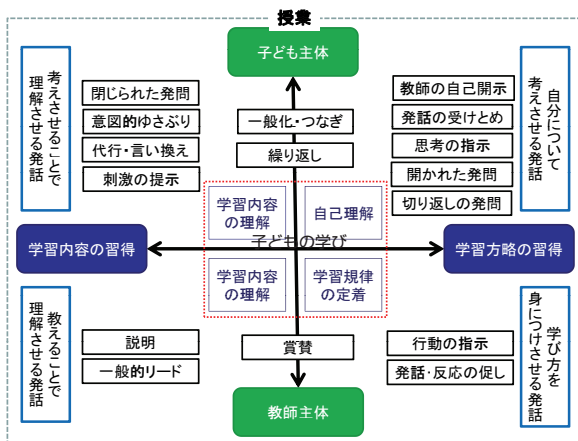 授業
子ども主体
考えさせることで
理解させる発話
閉じられた発問
意図的ゆさぶり
代行・言い換え
刺激の提示
一般化・つなぎ
繰り返し
教師の自己開示
発話の受けとめ
思考の指示
開かれた発問
切り返しの発問
自分について
考えさせる発話
学習内容
の理解
自己理解
学習内容の習得
子どもの学び
学習方略の習得
学習内容
の理解
学習規律
の定着
教えることで
理解させる発話
説明
一般的リード
賞賛
行動の指示
発話・反応の促し
学び方を
身につけさせる発話
教師主体